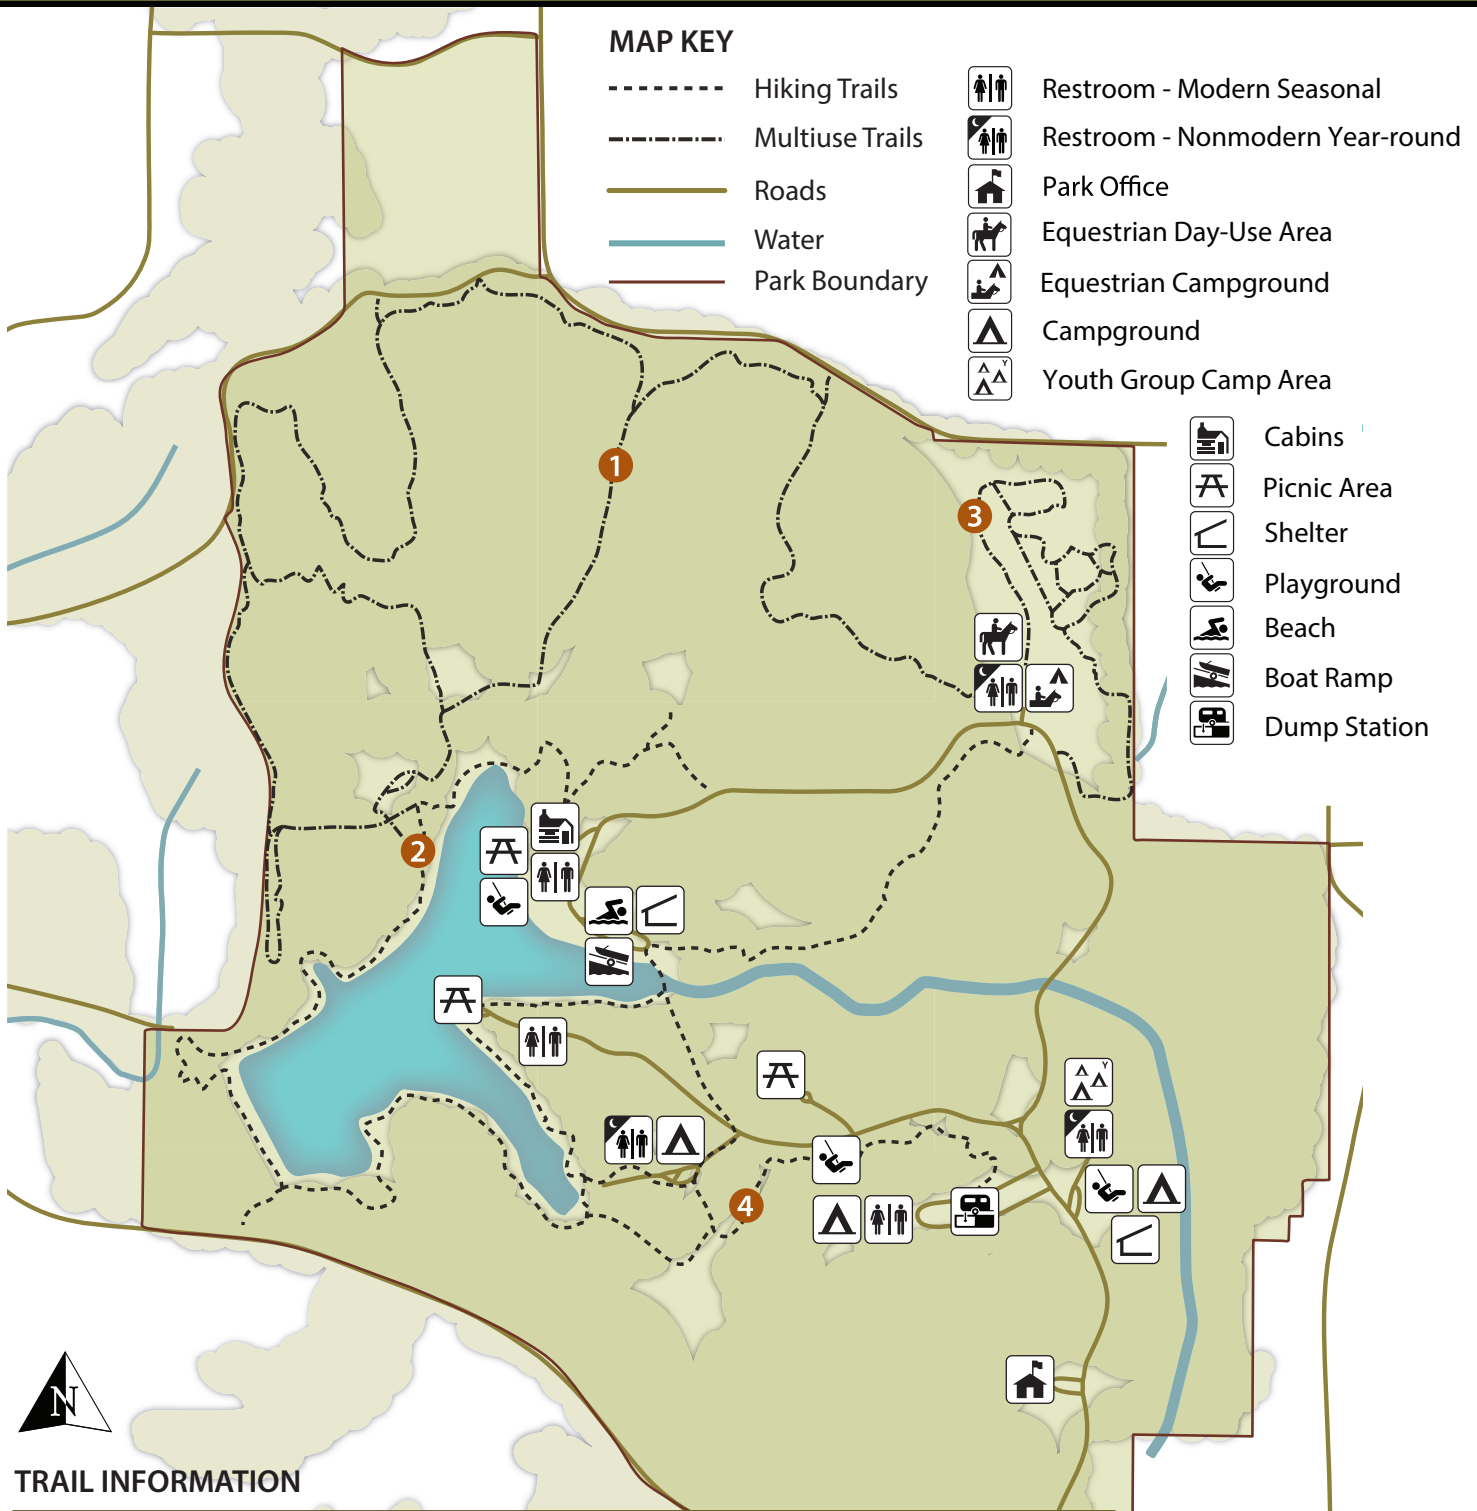 MAP KEY
Hiking Trails
Multiuse Trails
Roads
Water
Park Boundary
Restroom - Modern Seasonal
Restroom - Nonmodern Year-round
Park Office
Equestrian Day-Use Area
Equestrian Campground
Campground
Y
Youth Group Camp Area
Cabins
Picnic Area
Shelter
Playground
Beach
Boat Ramp
Dump Station
1
3
2
Y
4
N
TRAIL INFORMATION